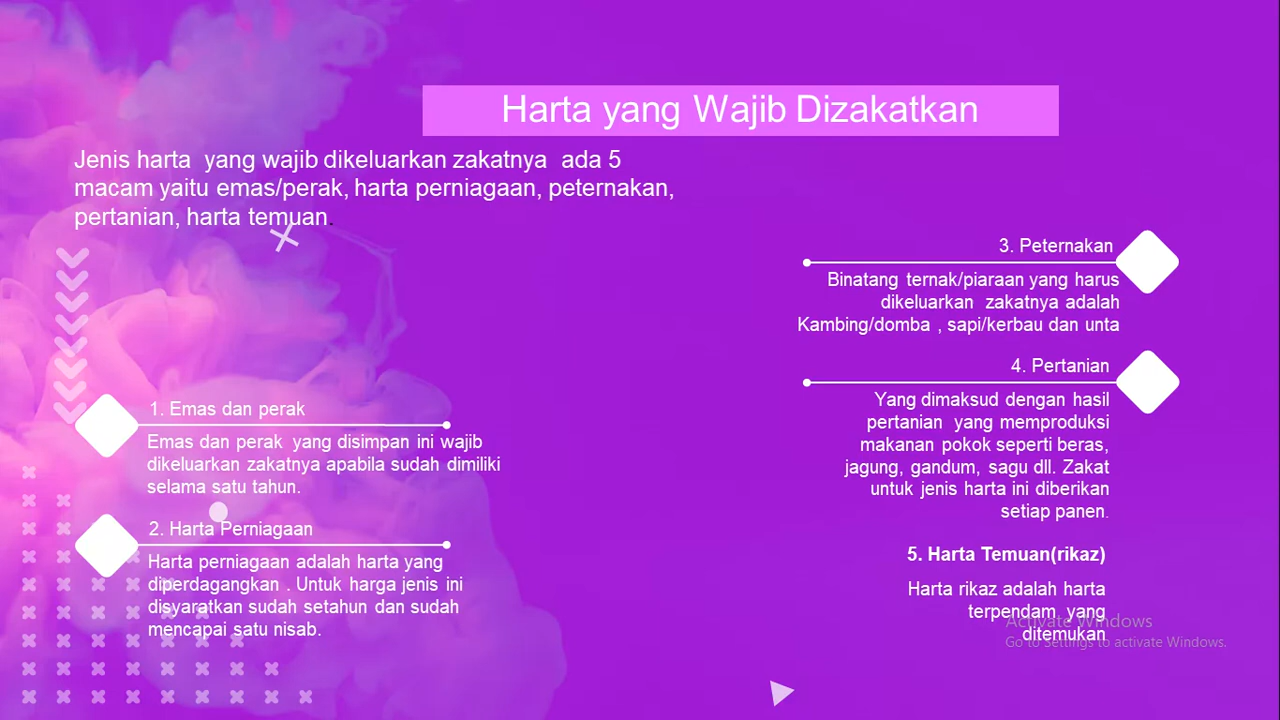 Harta yang Wajib Dizakatkan
Jenis harta yang wajib dikeluarkan zakatnya ada 5
macam yaitu emas/perak, harta perniagaan, peternakan,
pertanian, harta temuan.
1. Emas dan perak
Emas dan perak yang disimpan ini wajib
dikeluarkan zakatnya apabila sudah dimiliki
selama satu tahun.
2. Harta Perniagaan
Harta perniagaan adalah harta yang
diperdagangkan . Untuk harga jenis ini
disyaratkan sudah setahun dan sudah
mencapai satu nisab.
3. Peternakan
Binatang ternak/piaraan yang harus
dikeluarkan zakatnya adalah
Kambing/domba , sapi/kerbau dan unta
4. Pertanian
Yang dimaksud dengan hasil
pertanian yang memproduksi
makanan pokok seperti beras,
jagung, gandum, sagu dll. Zakat
untuk jenis harta ini diberikan
setiap panen.
5. Harta Temuan(rikaz)
Harta rikaz adalah harta
terpendam yang
ditemukan
Activate Windows
Go to Settings to activate Windows.